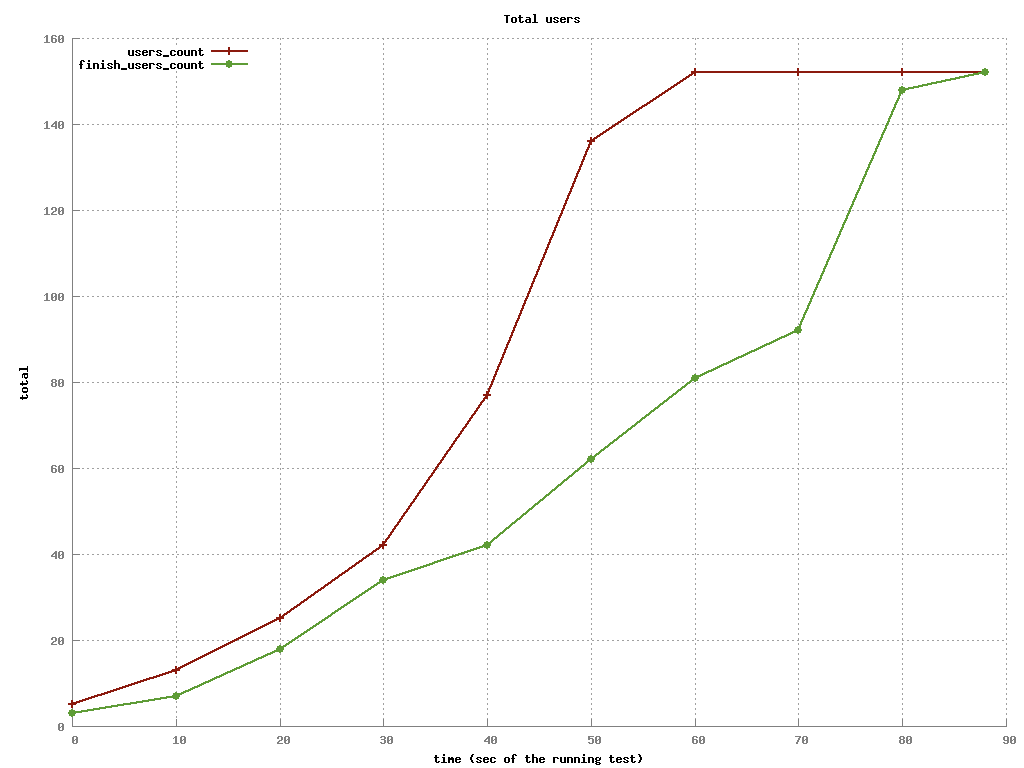 Total users
users_count
finish_users_count
160
140
120
100
80
60
40
20
0
total
0 10 20 30 40 50 60 70 80 90
time (sec of the running test)